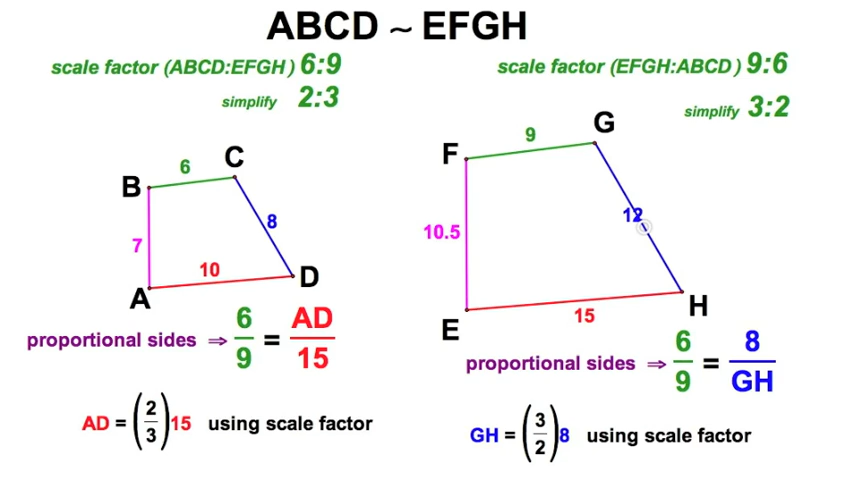 ABCD ~ EFGH
scale factor (ABCD:EFGH) 6:9
simplify 2:3
scale factor (EFGH:ABCD) 9:6
simplify 3:2
B
6
C
7
8
10
A
D
F
9
G
10.5
12
E
15
H
proportional sides ⇒ 6/9 = AD/15
AD = (2/3)15 using scale factor
proportional sides ⇒ 6/9 = 8/GH
GH = (3/2)8 using scale factor